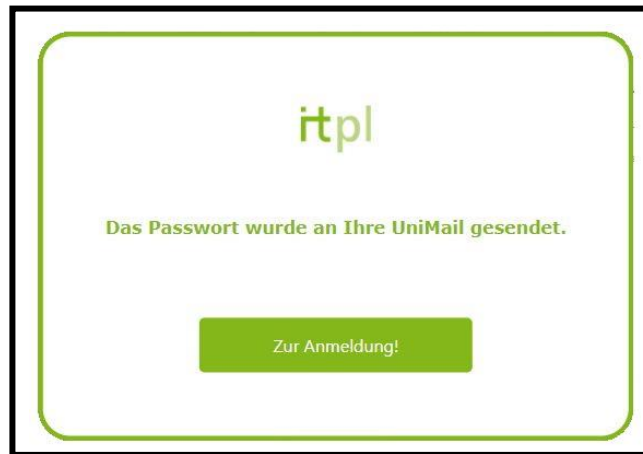 itpl
Das Passwort wurde an Ihre UniMail gesendet.
Zur Anmeldung!